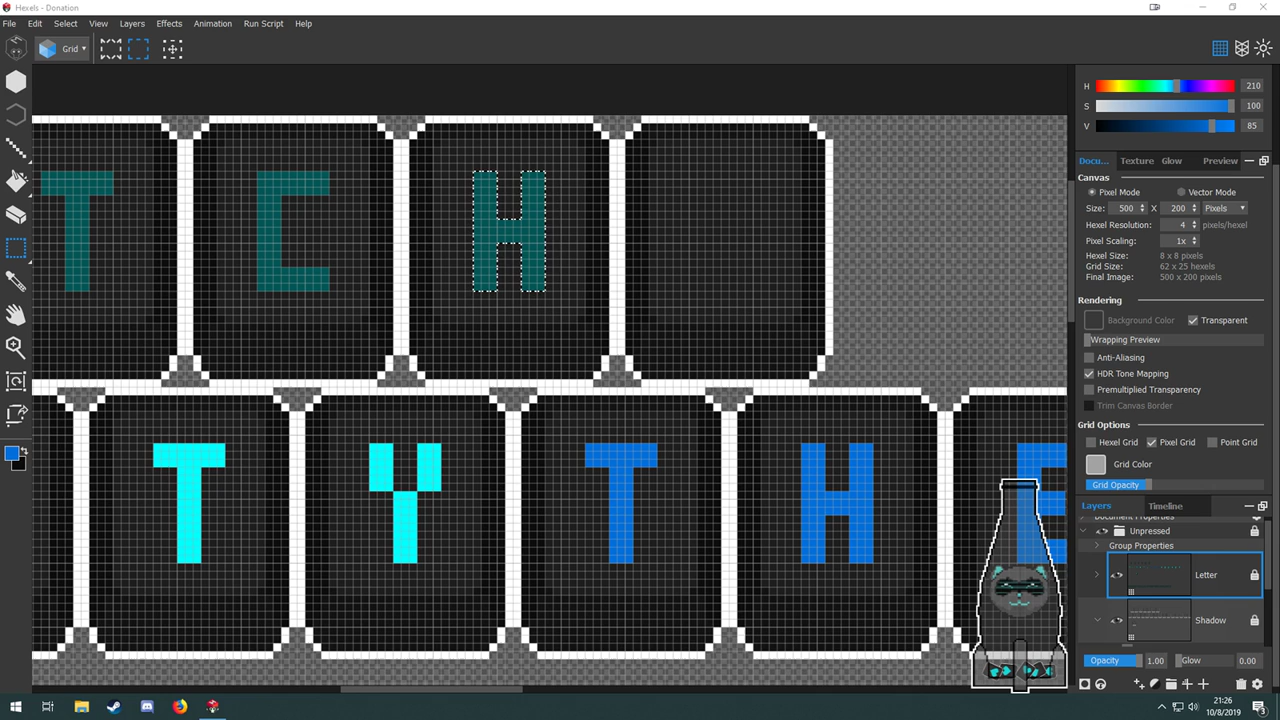 Hexels - Donation
File Edit Select View Layers Effects Animation Run Script Help
Grid
H 210
S 100
V 85
Docu... Texture Glow Preview
Canvas
Pixel Mode Vector Mode
Size: 500 X 200 Pixels
Hexel Resolution: 4 pixels/hexel
Pixel Scaling: 1x
Hexel Size: 8 x 8 pixels
Grid Size: 62 x 25 hexels
Final Image: 500 x 200 pixels
Rendering
Background Color Transparent
Wrapping Preview
Anti-Aliasing
HDR Tone Mapping
Premultiplied Transparency
Trim Canvas Border
Grid Options
Hexel Grid Pixel Grid Point Grid
Grid Color
Grid Opacity
Layers Timeline
Document Properties
Unpressed
Group Properties
Letter
Shadow
Opacity 1.00 Glow 0.00
T C H
T Y T H E
21:26
10/8/2019
3